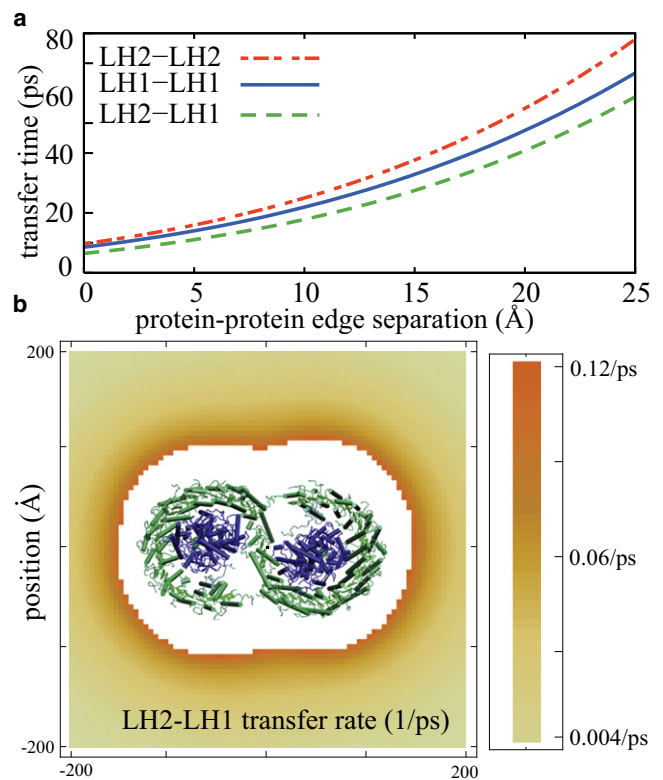 a
80
60
40
20
0
transfer time (ps)
LH2−LH2
LH1−LH1
LH2−LH1
0 5 10 15 20 25
protein-protein edge separation (Å)
b
200
-200
position (Å)
LH2-LH1 transfer rate (1/ps)
-200 200
0.12/ps
0.06/ps
0.004/ps